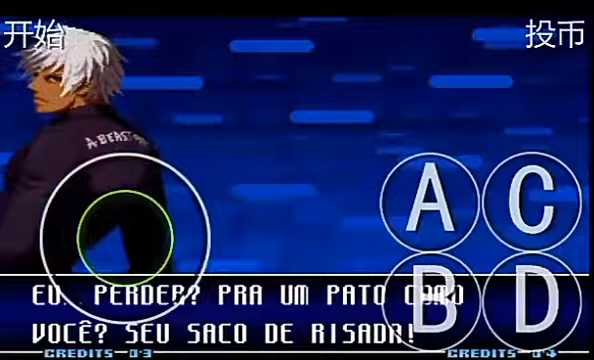 开始
投币
A-BEAST
A C
EU.. PERDER? PRA UM PATO COMO
B D
VOCÊ? SEU SACO DE RISADA!
CREDITS 03
CREDITS 04